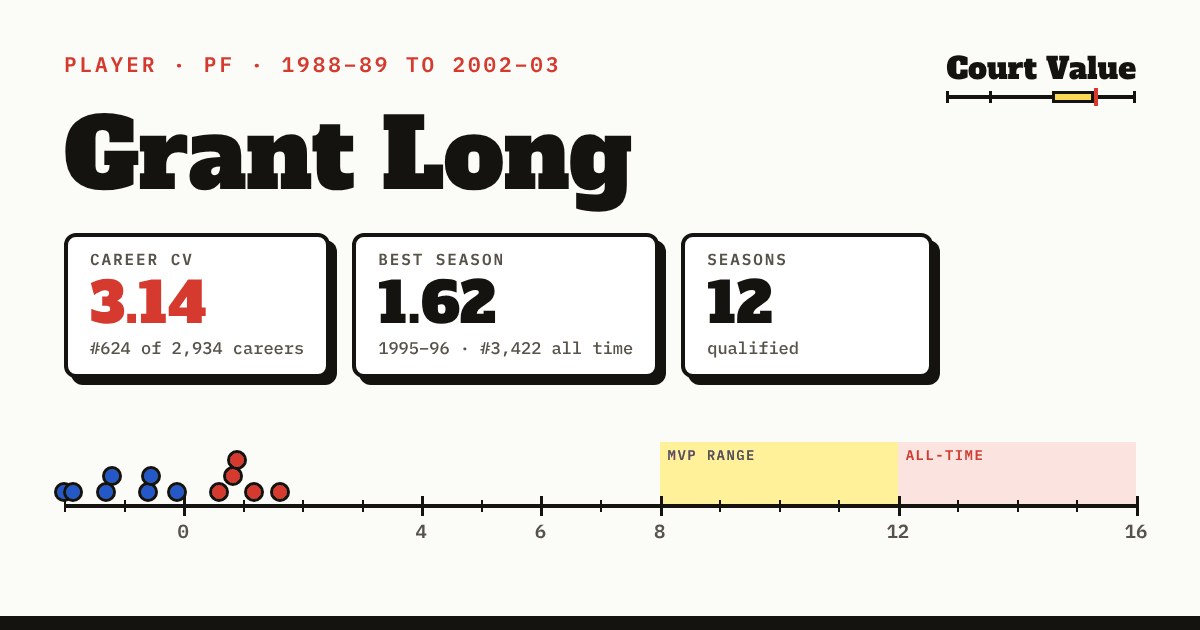 PLAYER · PF · 1988–89 TO 2002–03
Court Value
Grant Long
CAREER CV
3.14
#624 of 2,934 careers
BEST SEASON
1.62
1995–96 · #3,422 all time
SEASONS
12
qualified
MVP RANGE
ALL-TIME
0 4 6 8 12 16